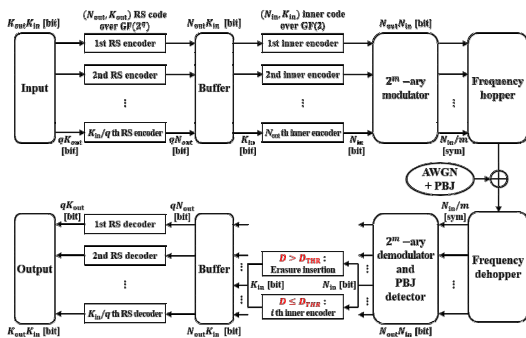 K_out K_in [bit]
(N_out, K_out) RS code
over GF(2^q)
N_out K_in [bit]
(N_in, K_in) inner code
over GF(2)
N_out N_in [bit]
Input
1st RS encoder
2nd RS encoder
⋮
K_in/q th RS encoder
qK_out
[bit]
qN_out
[bit]
Buffer
1st inner encoder
2nd inner encoder
⋮
N_out th inner encoder
K_in
[bit]
N_in
[bit]
2^m −ary
modulator
⋮
N_in/m
[sym]
Frequency
hopper
AWGN
+ PBJ
N_in/m
[sym]
Frequency
dehopper
⋮
2^m −ary
demodulator
and
PBJ
detector
N_out N_in [bit]
D > D_THR :
Erasure insertion
K_in [bit]
N_in [bit]
D ≤ D_THR :
t th inner encoder
⋮
Buffer
N_out K_in [bit]
qN_out
[bit]
qK_out
[bit]
1st RS decoder
2nd RS decoder
⋮
K_in/q th RS decoder
Output
K_out K_in [bit]